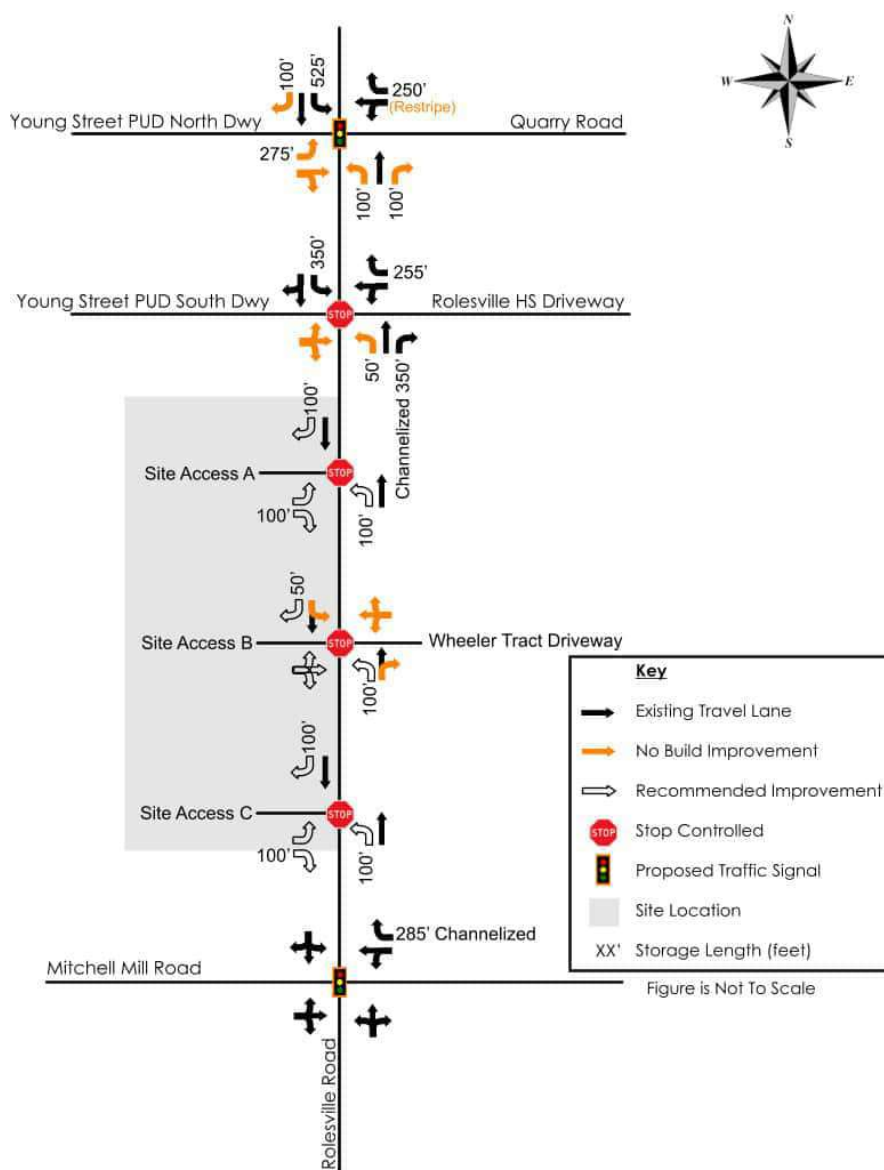 N
W
E
S
100'
525'
250'
(Restripe)
Young Street PUD North Dwy
Quarry Road
275'
100'
100'
350'
255'
Young Street PUD South Dwy
Rolesville HS Driveway
STOP
50'
350'
Channelized
100'
Site Access A
STOP
100'
100'
50'
Site Access B
STOP
Wheeler Tract Driveway
100'
100'
Site Access C
STOP
100'
100'
285' Channelized
Mitchell Mill Road
Rolesville Road
Key
Existing Travel Lane
No Build Improvement
Recommended Improvement
STOP
Stop Controlled
Proposed Traffic Signal
Site Location
XX' Storage Length (feet)
Figure is Not To Scale